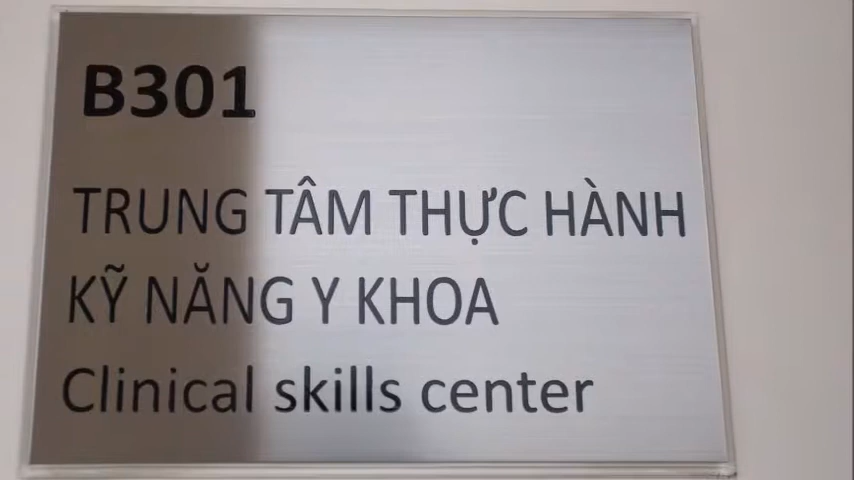 B301
TRUNG TÂM THỰC HÀNH
KỸ NĂNG Y KHOA
Clinical skills center